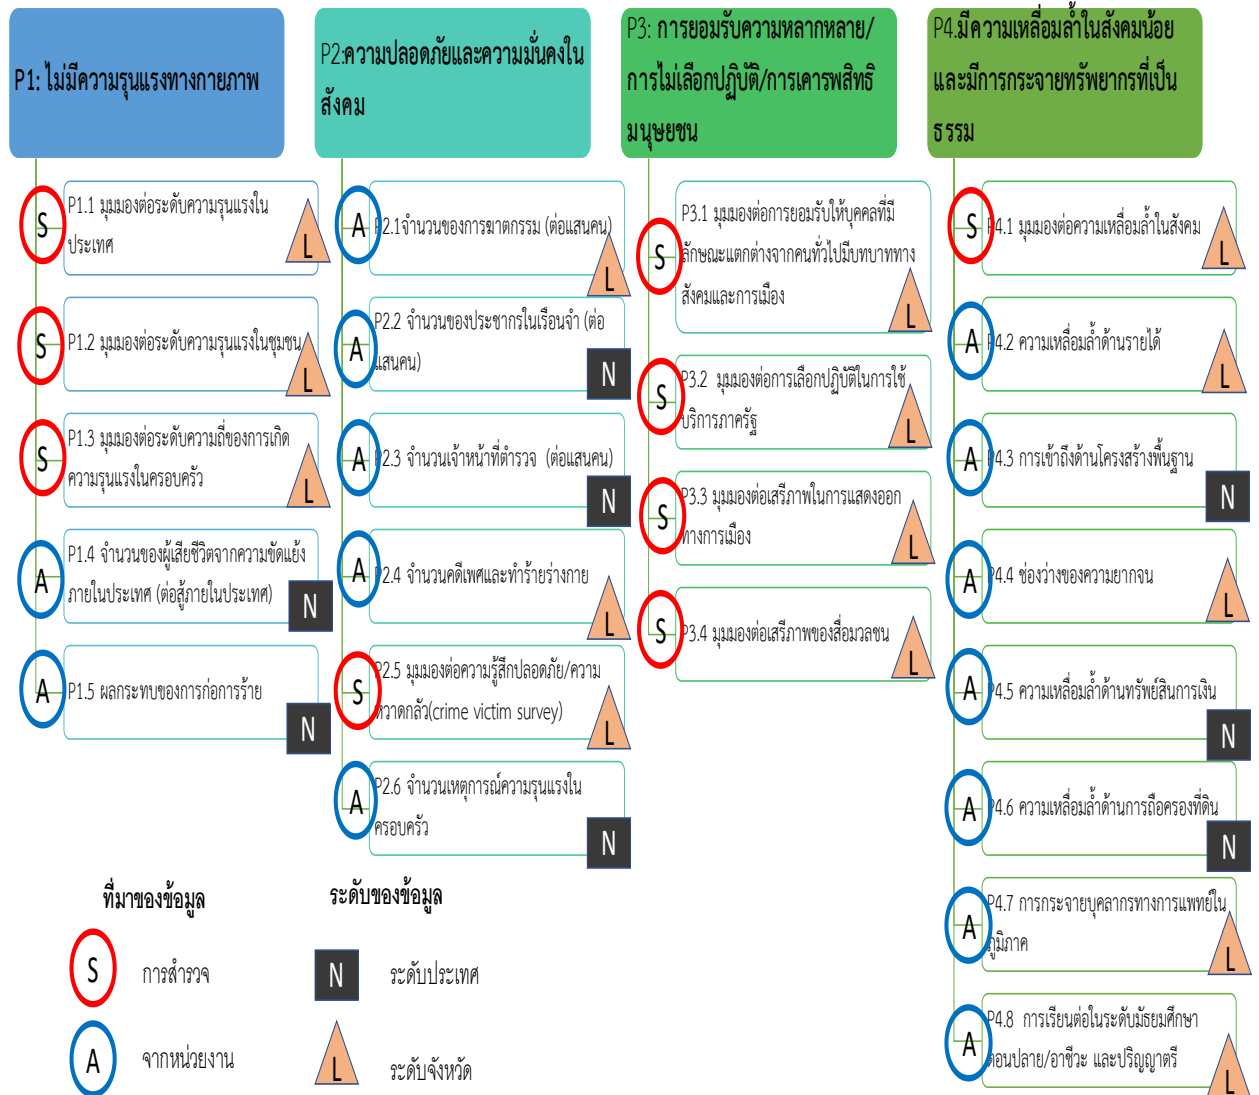 P1: ไม่มีความรุนแรงทางกายภาพ
S
P1.1 มุมมองต่อระดับความรุนแรงใน
ประเทศ
L
S
P1.2 มุมมองต่อระดับความรุนแรงในชุมชน
L
S
P1.3 มุมมองต่อระดับความถี่ของการเกิด
ความรุนแรงในครอบครัว
L
A
P1.4 จำนวนของผู้เสียชีวิตจากความขัดแย้ง
ภายในประเทศ (ต่อสู้ภายในประเทศ)
N
A
P1.5 ผลกระทบของการก่อการร้าย
N
P2:ความปลอดภัยและความมั่นคงใน
สังคม
A
P2.1จำนวนของการฆาตกรรม (ต่อแสนคน)
L
A
P2.2 จำนวนของประชากรในเรือนจำ (ต่อ
แสนคน)
N
A
P2.3 จำนวนเจ้าหน้าที่ตำรวจ (ต่อแสนคน)
N
A
P2.4 จำนวนคดีเพศและทำร้ายร่างกาย
L
S
P2.5 มุมมองต่อความรู้สึกปลอดภัย/ความ
หวาดกลัว(crime victim survey)
L
A
P2.6 จำนวนเหตุการณ์ความรุนแรงใน
ครอบครัว
N
P3: การยอมรับความหลากหลาย/
การไม่เลือกปฏิบัติ/การเคารพสิทธิ
มนุษยชน
S
P3.1 มุมมองต่อการยอมรับให้บุคคลที่มี
ลักษณะแตกต่างจากคนทั่วไปมีบทบาททาง
สังคมและการเมือง
L
S
P3.2 มุมมองต่อการเลือกปฏิบัติในการใช้
บริการภาครัฐ
L
S
P3.3 มุมมองต่อเสรีภาพในการแสดงออก
ทางการเมือง
L
S
P3.4 มุมมองต่อเสรีภาพของสื่อมวลชน
L
P4.มีความเหลื่อมล้ำในสังคมน้อย
และมีการกระจายทรัพยากรที่เป็น
ธรรม
S
P4.1 มุมมองต่อความเหลื่อมล้ำในสังคม
L
A
P4.2 ความเหลื่อมล้ำด้านรายได้
L
A
P4.3 การเข้าถึงด้านโครงสร้างพื้นฐาน
N
A
P4.4 ช่องว่างของความยากจน
L
A
P4.5 ความเหลื่อมล้ำด้านทรัพย์สินการเงิน
N
A
P4.6 ความเหลื่อมล้ำด้านการถือครองที่ดิน
N
A
P4.7 การกระจายบุคลากรทางการแพทย์ใน
ภูมิภาค
L
A
P4.8 การเรียนต่อในระดับมัธยมศึกษา
ตอนปลาย/อาชีวะ และปริญญาตรี
L
ที่มาของข้อมูล
S การสำรวจ
A จากหน่วยงาน
ระดับของข้อมูล
N ระดับประเทศ
L ระดับจังหวัด